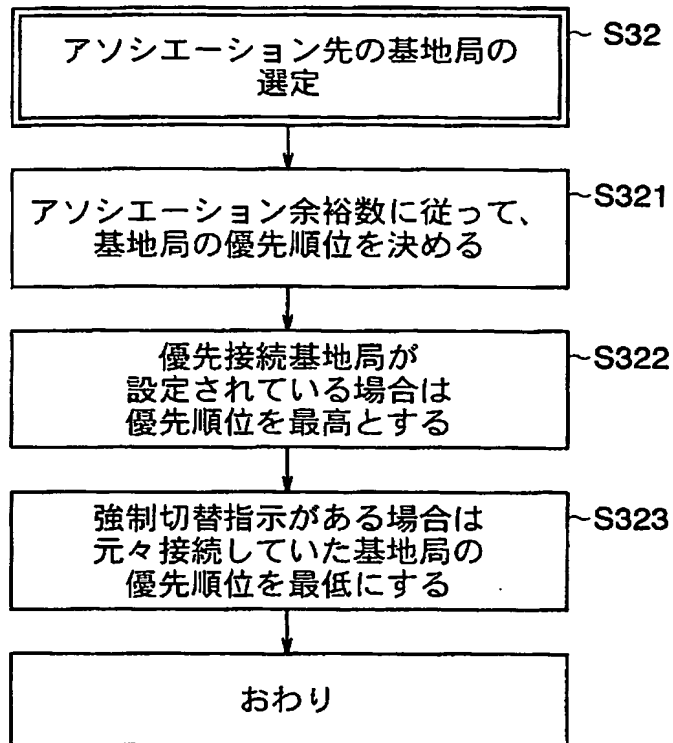 アソシエーション先の基地局の
選定
~ S32
アソシエーション余裕数に従って、
基地局の優先順位を決める
~S321
優先接続基地局が
設定されている場合は
優先順位を最高とする
~S322
強制切替指示がある場合は
元々接続していた基地局の
優先順位を最低にする
~S323
おわり